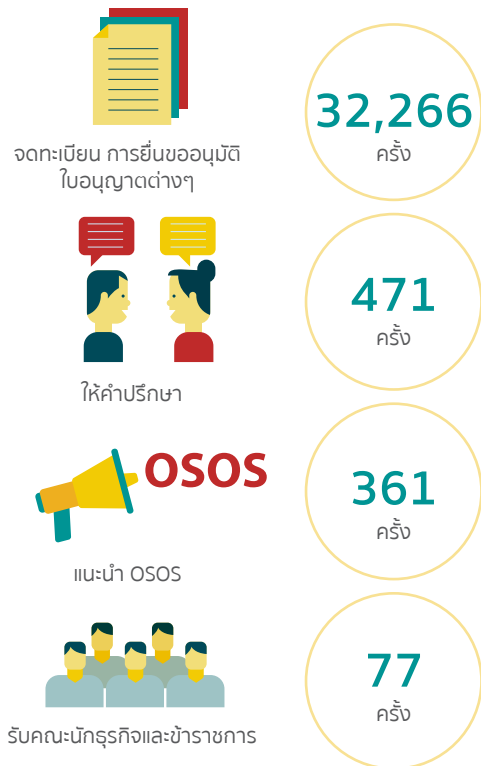 จดทะเบียน การยื่นขออนุมัติ
ใบอนุญาตต่างๆ
32,266
ครั้ง
ให้คำปรึกษา
471
ครั้ง
OSOS
แนะนำ OSOS
361
ครั้ง
รับคณะนักธุรกิจและข้าราชการ
77
ครั้ง